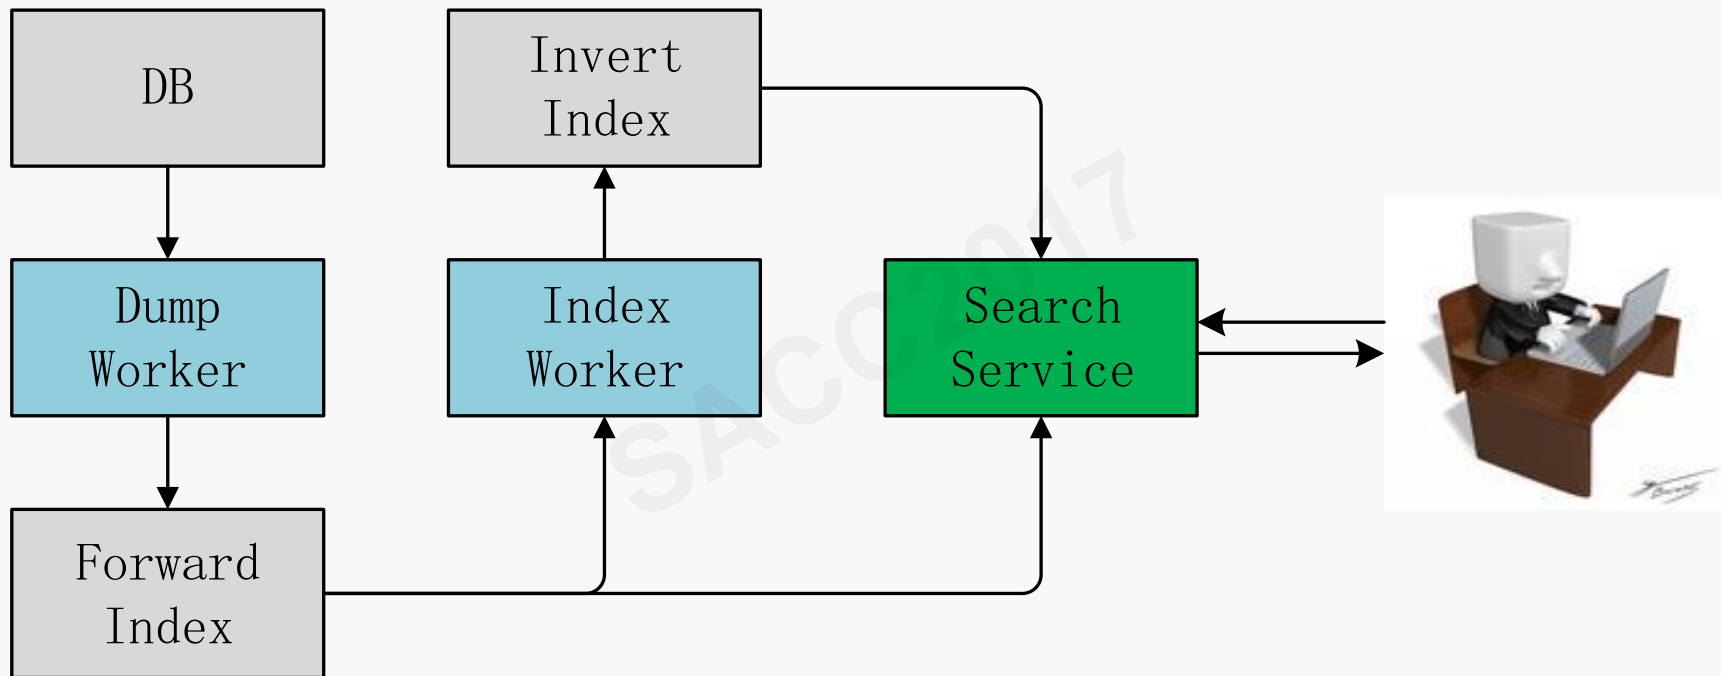 DB
Invert
Index
Dump
Worker
Index
Worker
Search
Service
Forward
Index
SACC2017